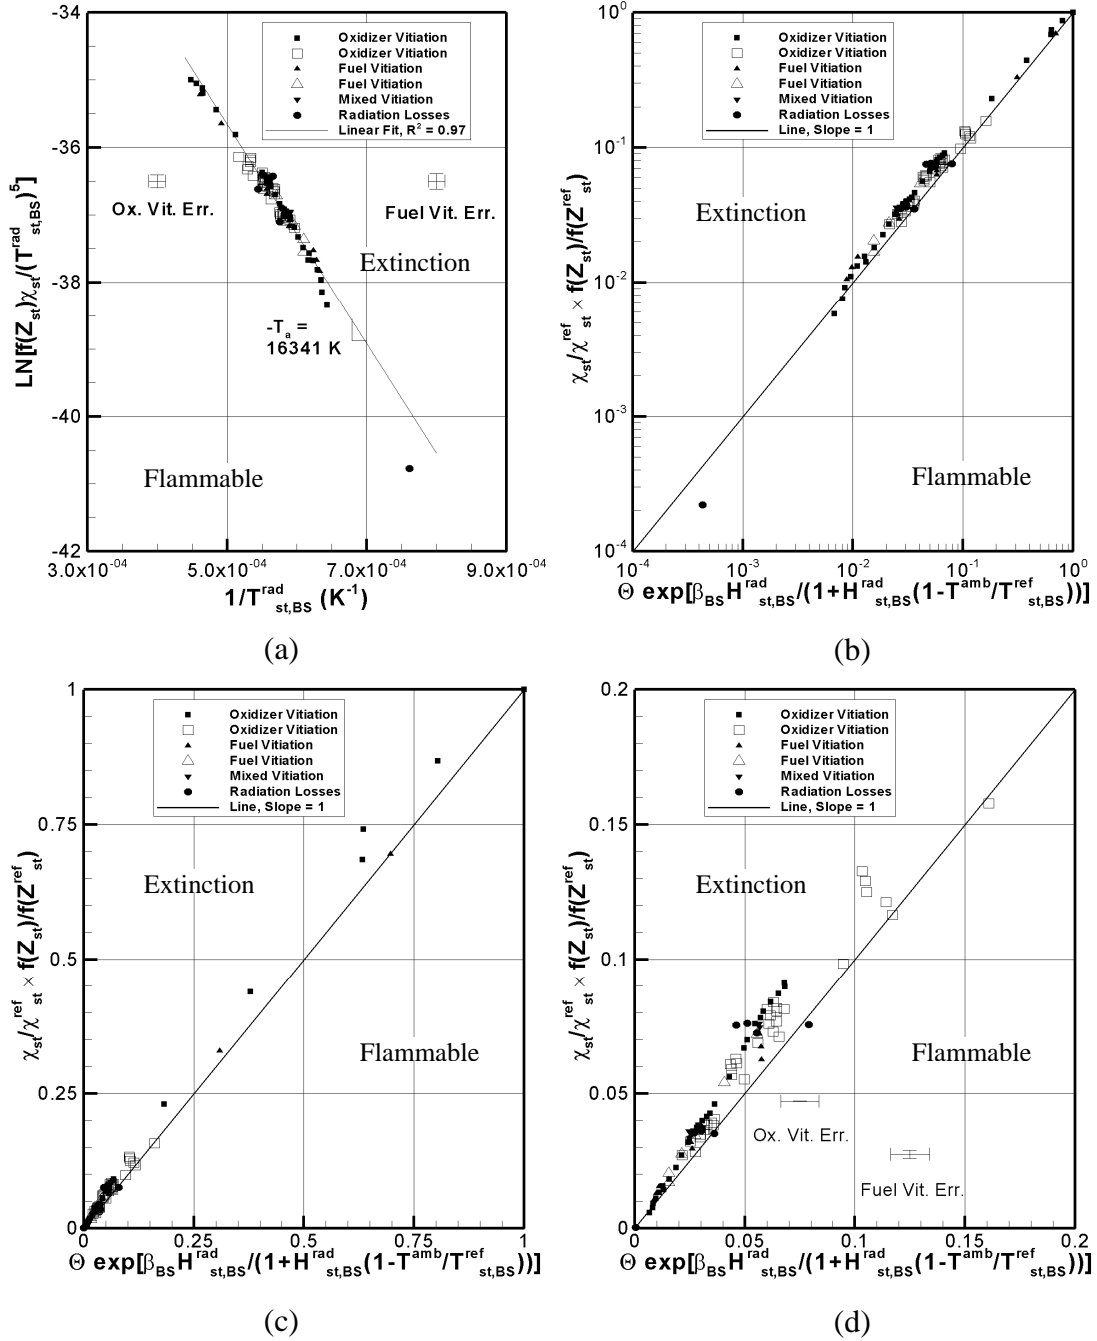 -34
-36
-38
-40
-42
LN[f(Z_st)χ_st/(T^rad_st,BS)^5]
Oxidizer Vitiation
Oxidizer Vitiation
Fuel Vitiation
Fuel Vitiation
Mixed Vitiation
Radiation Losses
Linear Fit, R² = 0.97
Ox. Vit. Err.
Fuel Vit. Err.
Extinction
-T_a =
16341 K
Flammable
3.0x10^-04 5.0x10^-04 7.0x10^-04 9.0x10^-04
1/T^rad_st,BS (K^-1)
(a)
10^0
10^-1
10^-2
10^-3
10^-4
χ_st/χ^ref_st × f(Z_st)/f(Z^ref_st)
Oxidizer Vitiation
Oxidizer Vitiation
Fuel Vitiation
Fuel Vitiation
Mixed Vitiation
Radiation Losses
Line, Slope = 1
Extinction
Flammable
10^-4 10^-3 10^-2 10^-1 10^0
Θ exp[β_BS H^rad_st,BS/(1+H^rad_st,BS(1-T^amb/T^ref_st,BS))]
(b)
1
0.75
0.5
0.25
0
χ_st/χ^ref_st × f(Z_st)/f(Z^ref_st)
Oxidizer Vitiation
Oxidizer Vitiation
Fuel Vitiation
Fuel Vitiation
Mixed Vitiation
Radiation Losses
Line, Slope = 1
Extinction
Flammable
0 0.25 0.5 0.75 1
Θ exp[β_BS H^rad_st,BS/(1+H^rad_st,BS(1-T^amb/T^ref_st,BS))]
(c)
0.2
0.15
0.1
0.05
0
χ_st/χ^ref_st × f(Z_st)/f(Z^ref_st)
Oxidizer Vitiation
Oxidizer Vitiation
Fuel Vitiation
Fuel Vitiation
Mixed Vitiation
Radiation Losses
Line, Slope = 1
Extinction
Flammable
Ox. Vit. Err.
Fuel Vit. Err.
0 0.05 0.1 0.15 0.2
Θ exp[β_BS H^rad_st,BS/(1+H^rad_st,BS(1-T^amb/T^ref_st,BS))]
(d)